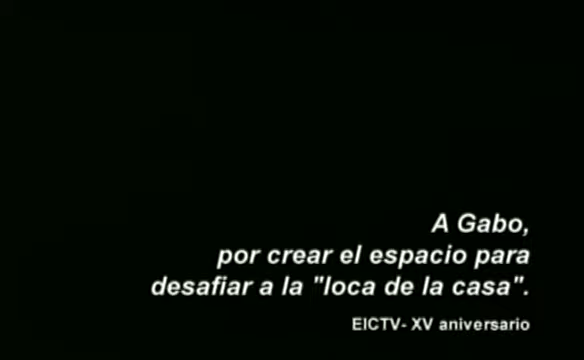 A Gabo,
por crear el espacio para
desafiar a la "loca de la casa".
EICTV- XV aniversario